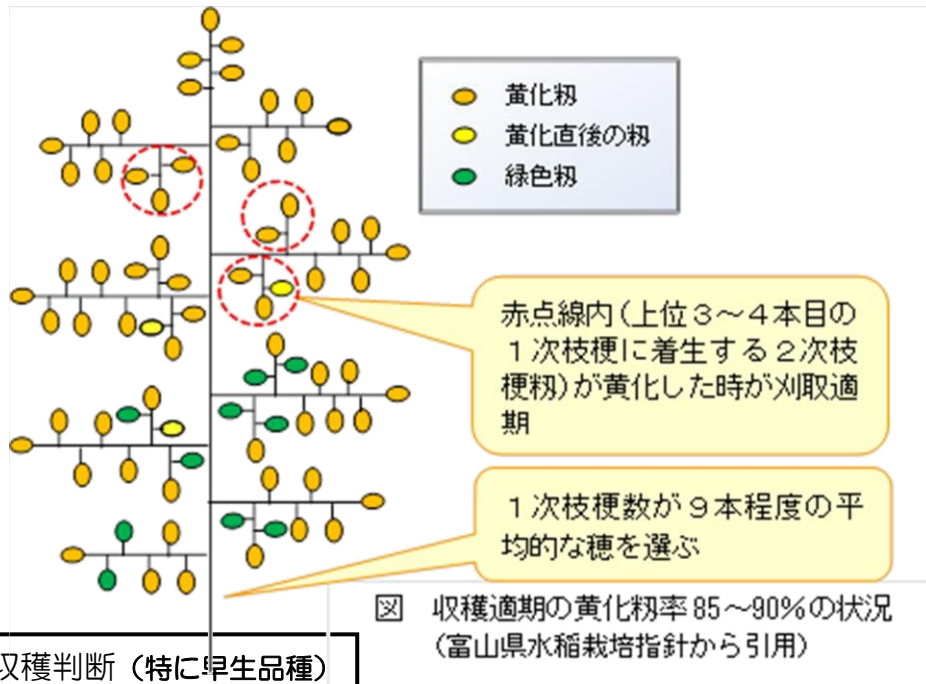 黄化籾
黄化直後の籾
緑色籾
赤点線内(上位3～4本目の
1次枝梗に着生する2次枝
梗籾)が黄化した時が刈取適
期
1次枝梗数が9本程度の平
均的な穂を選ぶ
図 収穫適期の黄化籾率85～90%の状況
(富山県水稲栽培指針から引用)
収穫判断(特に早生品種)